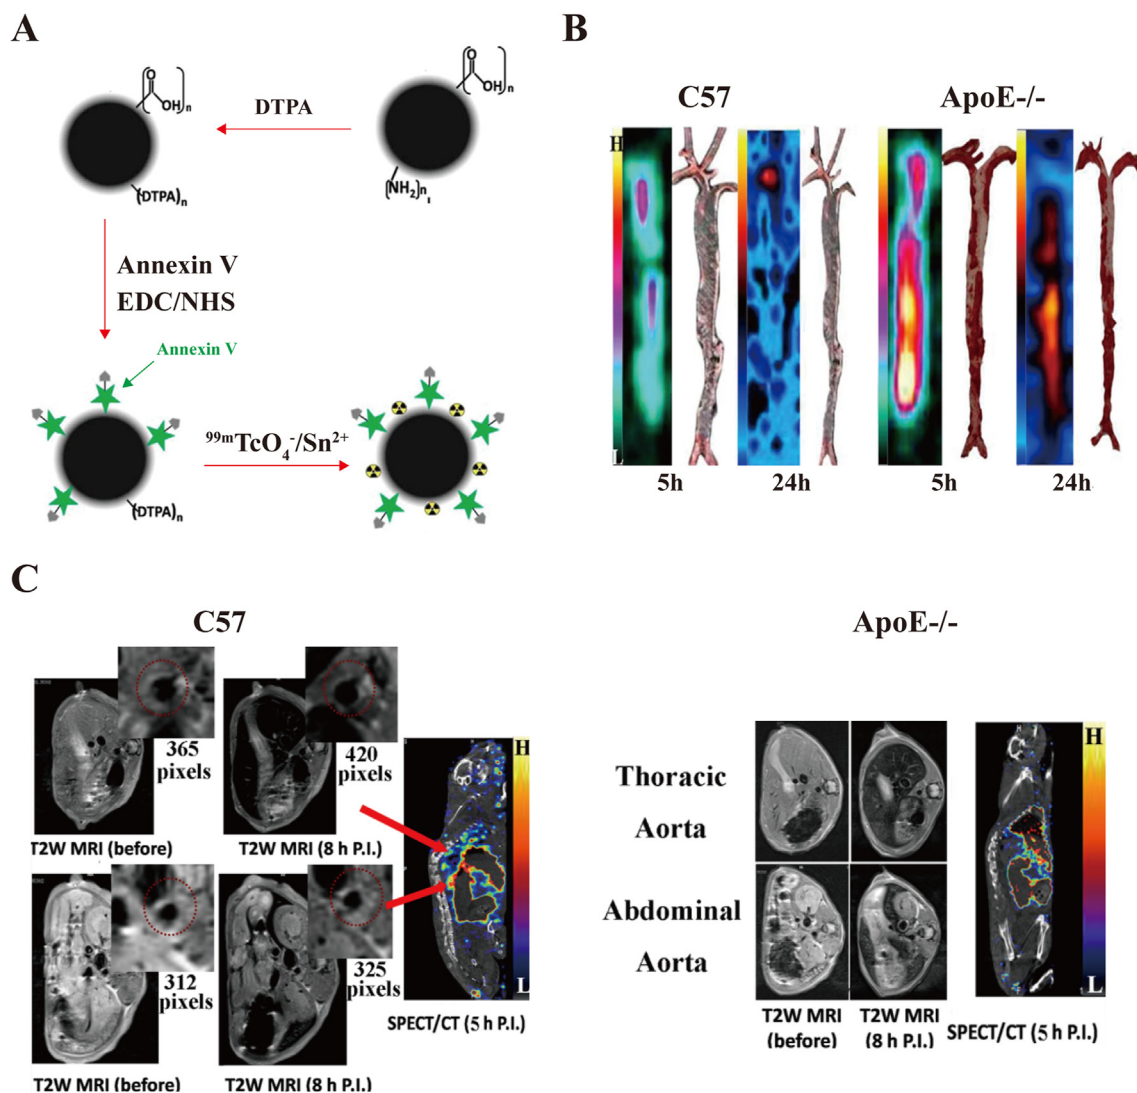 A
O
OH
n
DTPA
O
OH
n
(DTPA)n
(NH2)n
Annexin V
EDC/NHS
Annexin V
99mTcO4-/Sn2+
(DTPA)n
B
C57
ApoE-/-
H
L
5h
24h
5h
24h
C
C57
ApoE-/-
365
pixels
420
pixels
T2W MRI (before)
T2W MRI (8 h P.I.)
312
pixels
325
pixels
T2W MRI (before)
T2W MRI (8 h P.I.)
H
L
SPECT/CT (5 h P.I.)
Thoracic
Aorta
Abdominal
Aorta
T2W MRI
(before)
T2W MRI
(8 h P.I.)
H
L
SPECT/CT (5 h P.I.)